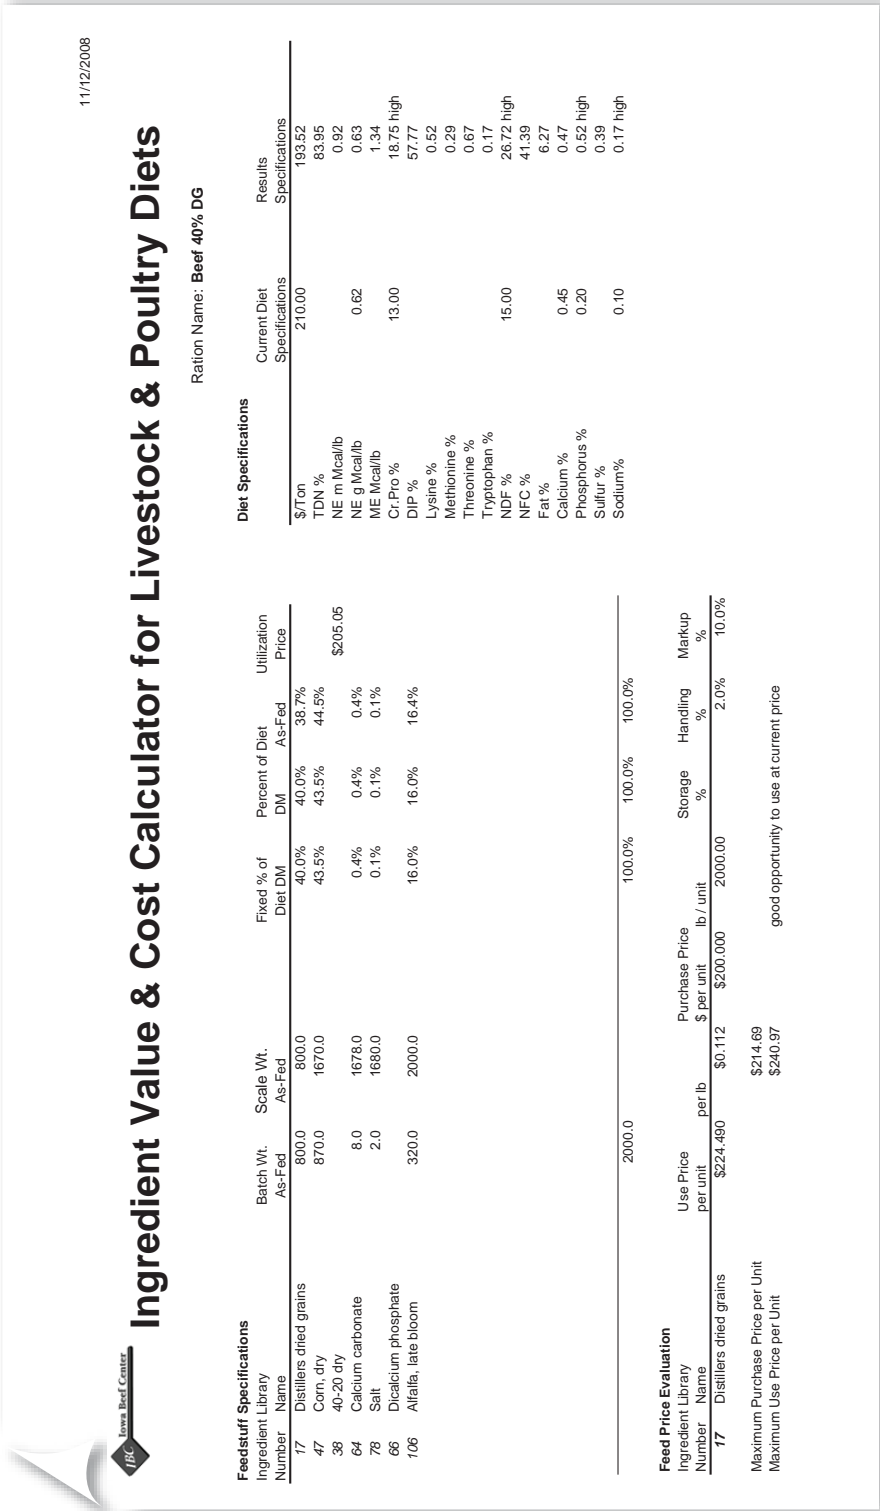 11/12/2008
IBC Iowa Beef Center
Ingredient Value & Cost Calculator for Livestock & Poultry Diets
Ration Name: Beef 40% DG
Feedstuff Specifications
Ingredient Library Batch Wt. Scale Wt. Fixed % of Percent of Diet Utilization
Number Name As-Fed As-Fed Diet DM DM As-Fed Price
17 Distillers dried grains 800.0 800.0 40.0% 40.0% 38.7%
47 Corn, dry 870.0 1670.0 43.5% 43.5% 44.5%
38 40-20 dry $205.05
64 Calcium carbonate 8.0 1678.0 0.4% 0.4% 0.4%
78 Salt 2.0 1680.0 0.1% 0.1% 0.1%
66 Dicalcium phosphate
106 Alfalfa, late bloom 320.0 2000.0 16.0% 16.0% 16.4%
2000.0 100.0% 100.0% 100.0%
Diet Specifications
Current Diet Results
Specifications Specifications
$/Ton 210.00 193.52
TDN % 83.95
NE m Mcal/lb 0.92
NE g Mcal/lb 0.62 0.63
ME Mcal/lb 1.34
Cr.Pro % 13.00 18.75 high
DIP % 57.77
Lysine % 0.52
Methionine % 0.29
Threonine % 0.67
Tryptophan % 0.17
NDF % 15.00 26.72 high
NFC % 41.39
Fat % 6.27
Calcium % 0.45 0.47
Phosphorus % 0.20 0.52 high
Sulfur % 0.39
Sodium% 0.10 0.17 high
Feed Price Evaluation
Ingredient Library Use Price Purchase Price Storage Handling Markup
Number Name per unit per lb $ per unit lb / unit % % %
17 Distillers dried grains $224.490 $0.112 $200.000 2000.00 2.0% 10.0%
Maximum Purchase Price per Unit $214.69
Maximum Use Price per Unit $240.97 good opportunity to use at current price